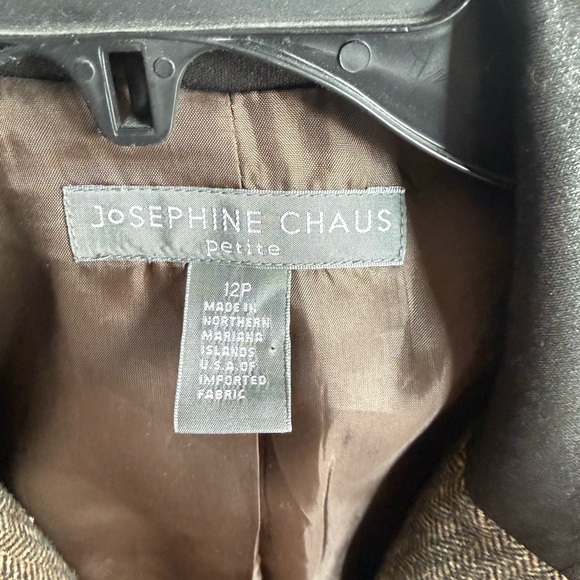 JoSEPHINE CHAUS
petite
12P
MADE IN
NORTHERN
MARIANA
ISLANDS
U.S.A. OF
IMPORTED
FABRIC